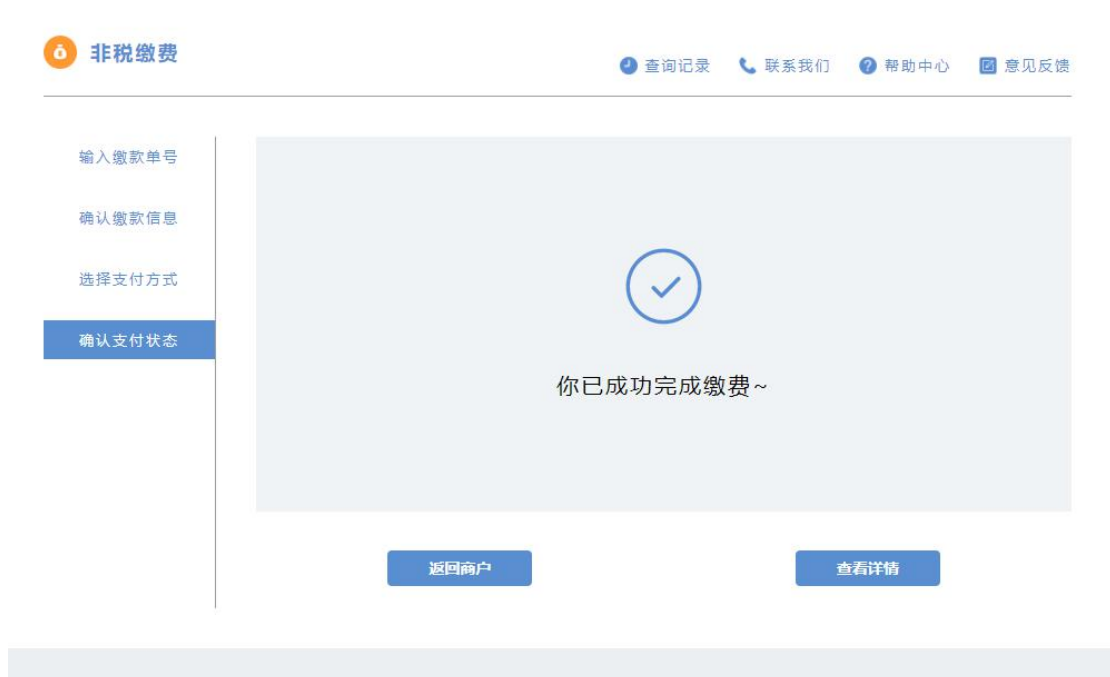 非税缴费
查询记录 联系我们 帮助中心 意见反馈
输入缴款单号
确认缴款信息
选择支付方式
确认支付状态
你已成功完成缴费~
返回商户 查看详情